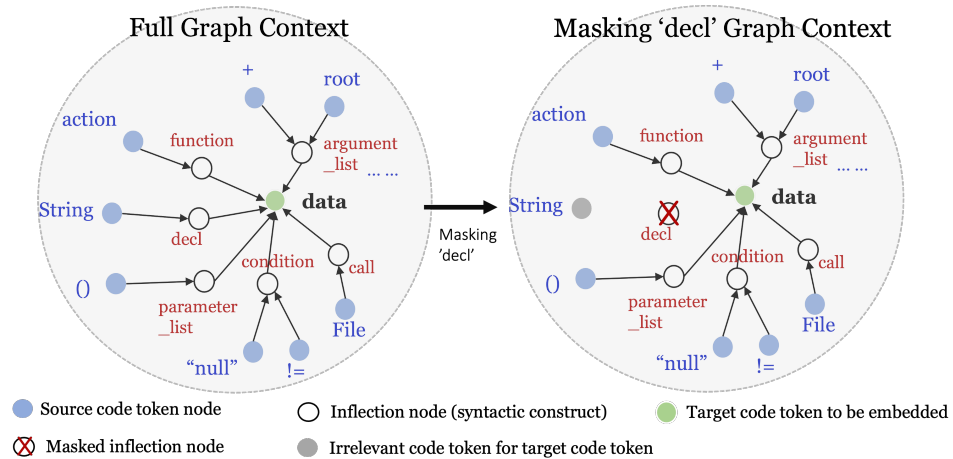 Full Graph Context
Masking ‘decl’ Graph Context
+
root
action
function
argument
_list
... ...
String
decl
data
()
parameter
_list
condition
call
"null"
!=
File
Masking
'decl'
+
root
action
function
argument
_list
... ...
String
decl
data
()
parameter
_list
condition
call
"null"
!=
File
Source code token node
Inflection node (syntactic construct)
Target code token to be embedded
Masked inflection node
Irrelevant code token for target code token